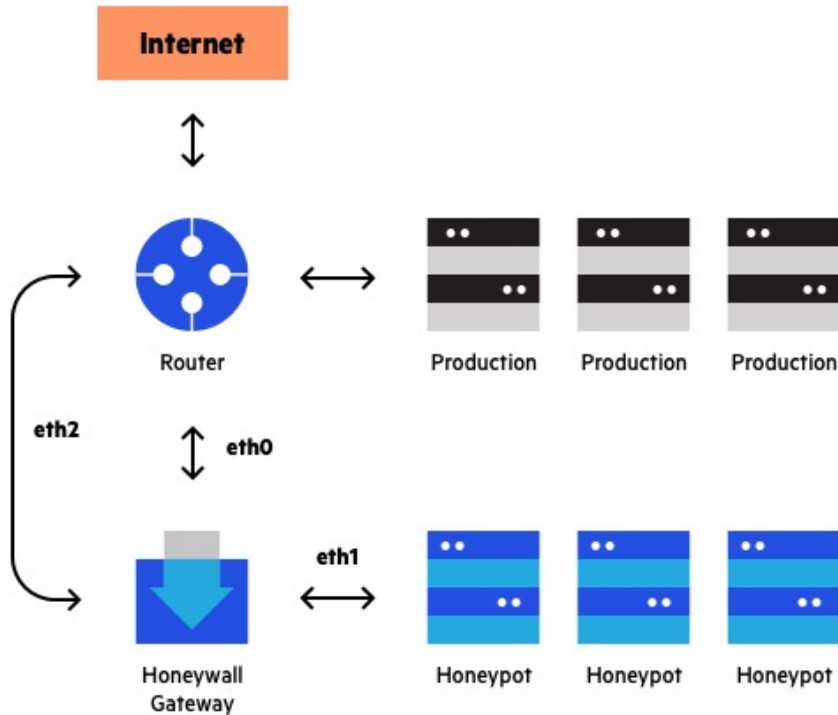 Internet
Router
Production
Production
Production
eth2
eth0
eth1
Honeywall
Gateway
Honeypot
Honeypot
Honeypot